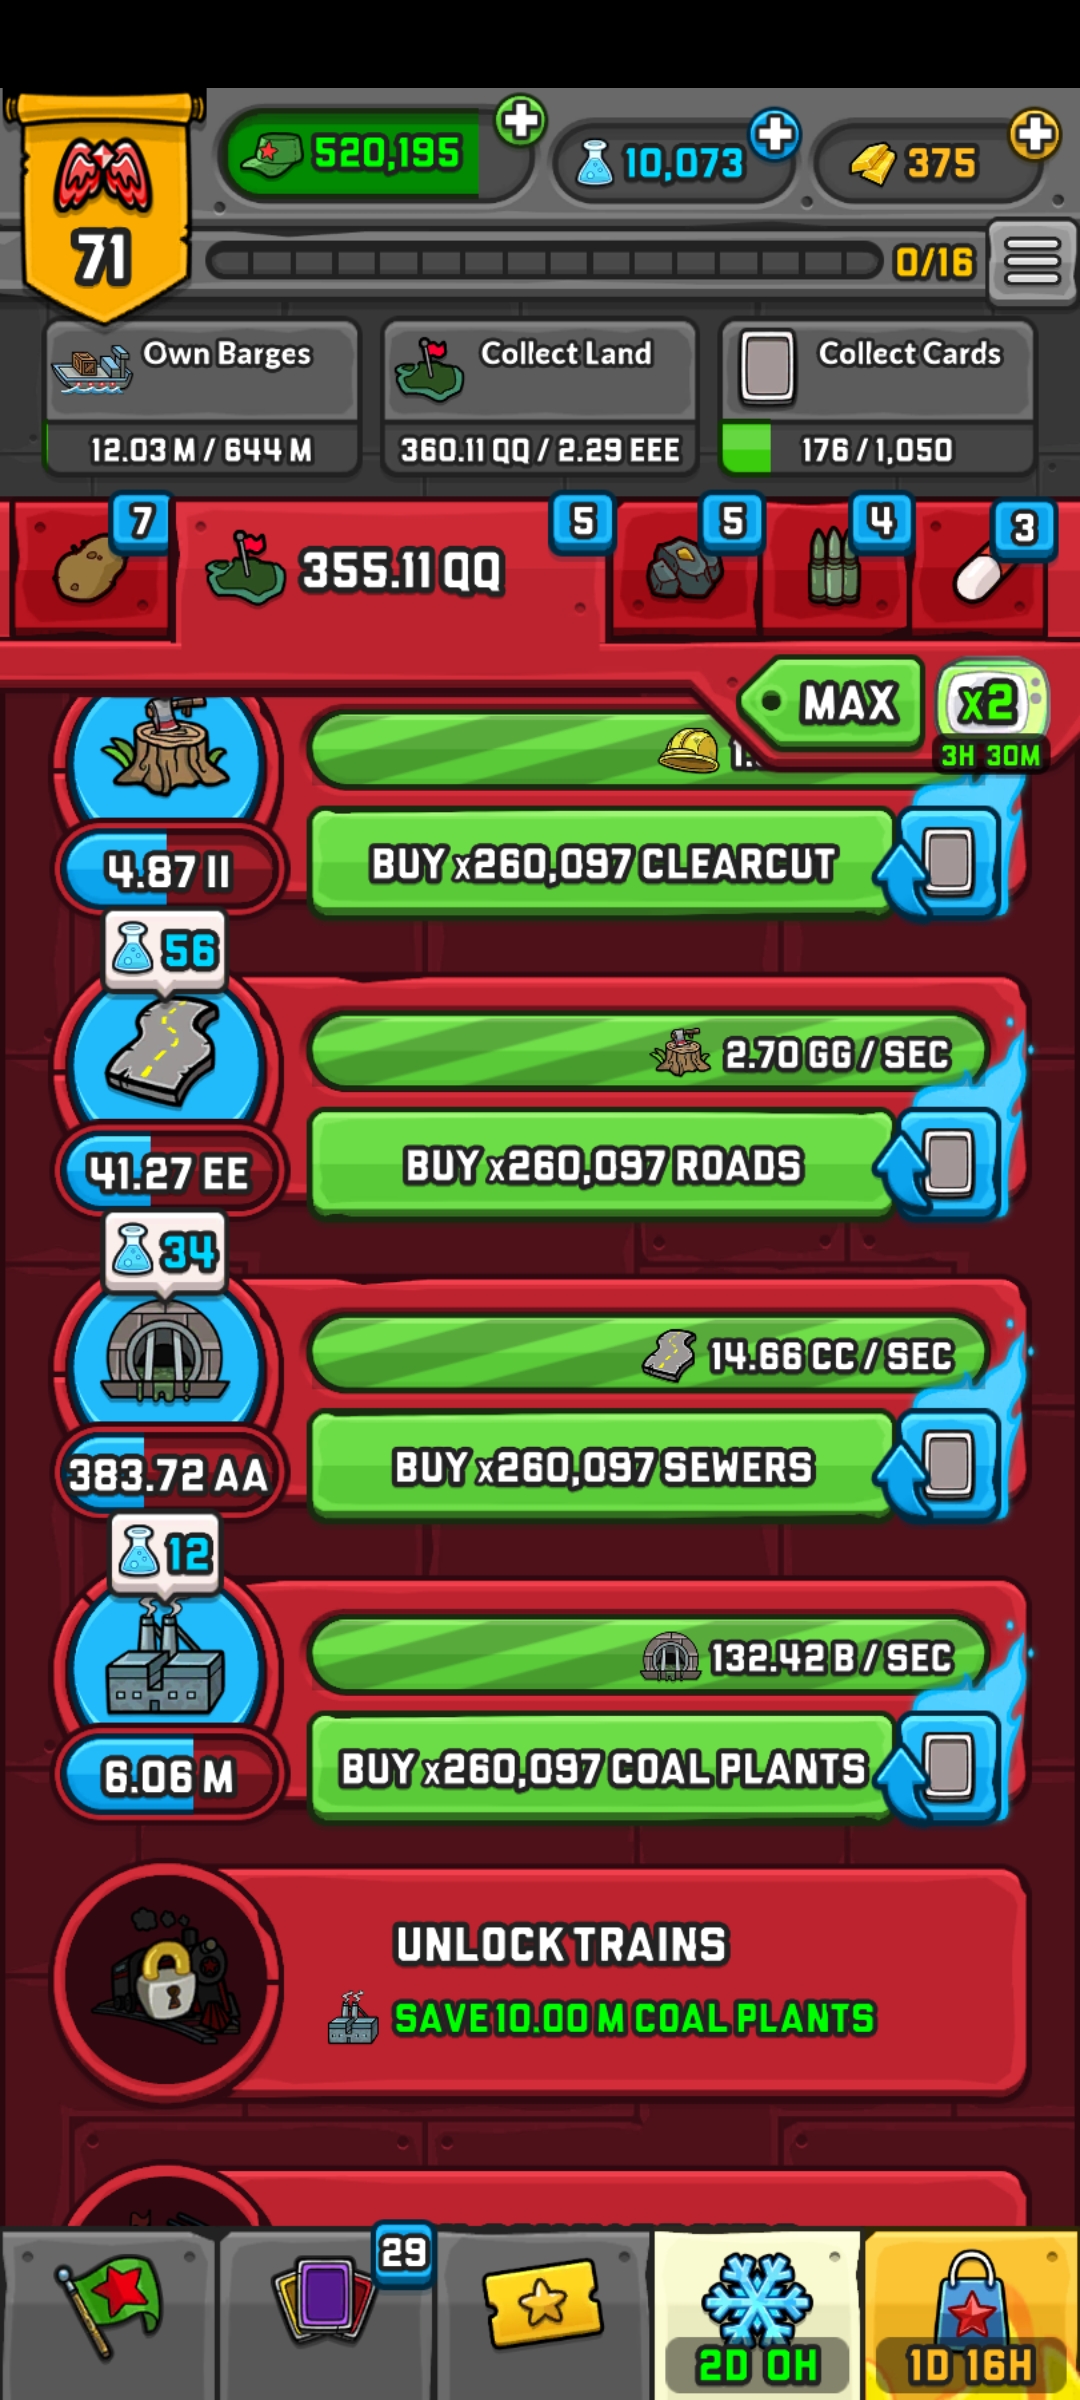 520,195
10,073
375
71
0/16
Own Barges
Collect Land
Collect Cards
12.03 M / 644 M
360.11 QQ / 2.29 EEE
176 / 1,050
7
355.11 QQ
5
5
4
3
MAX
x2
3H 30M
4.87 II
BUY x260,097 CLEARCUT
56
2.70 GG / SEC
41.27 EE
BUY x260,097 ROADS
34
14.66 CC / SEC
383.72 AA
BUY x260,097 SEWERS
12
132.42 B / SEC
6.06 M
BUY x260,097 COAL PLANTS
UNLOCK TRAINS
SAVE 10.00 M COAL PLANTS
29
2D 0H
1D 16H